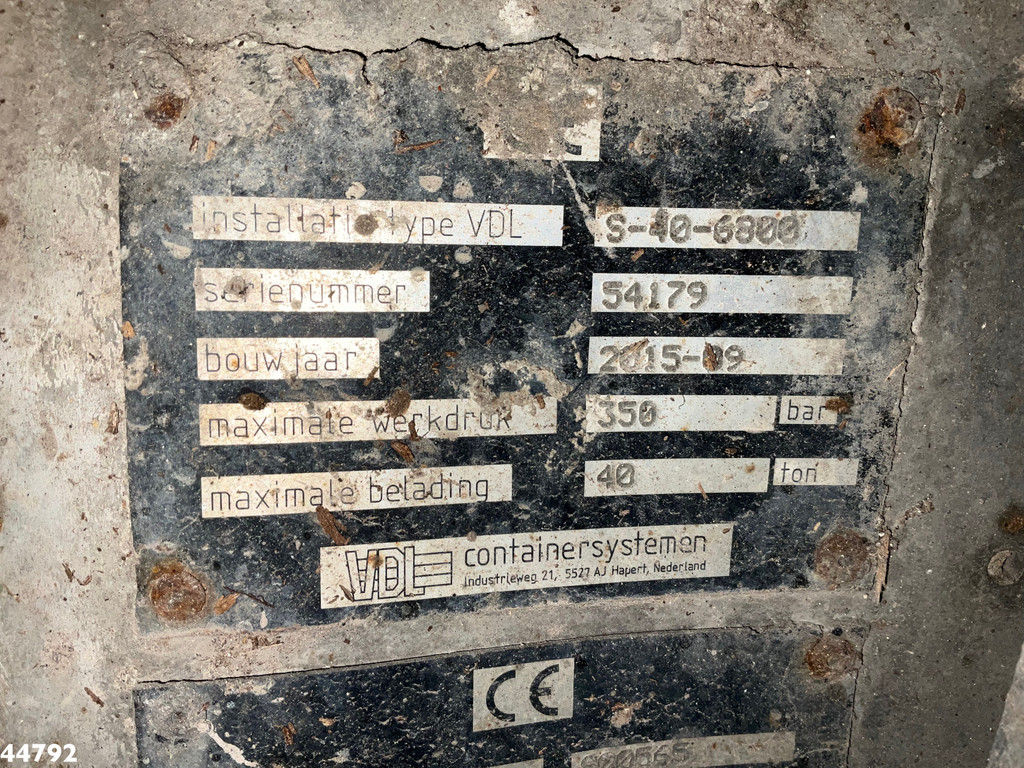 installatie type VDL S-40-6800
serienummer 54179
bouwjaar 2015-09
maximale werkdruk 350 bar
maximale belading 40 ton
VDL containersystemen
Industrieweg 21, 5527 AJ Hapert, Nederland
CE
600565
44792